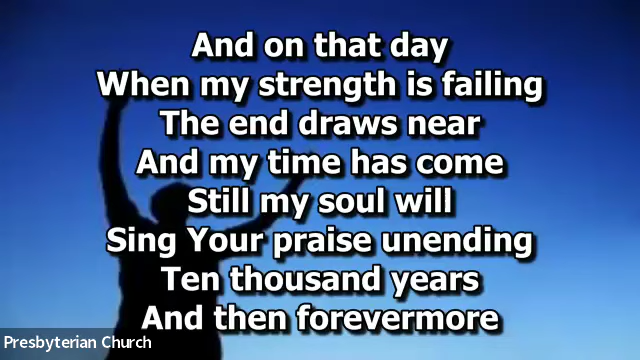 And on that day
When my strength is failing
The end draws near
And my time has come
Still my soul will
Sing Your praise unending
Ten thousand years
And then forevermore
Presbyterian Church